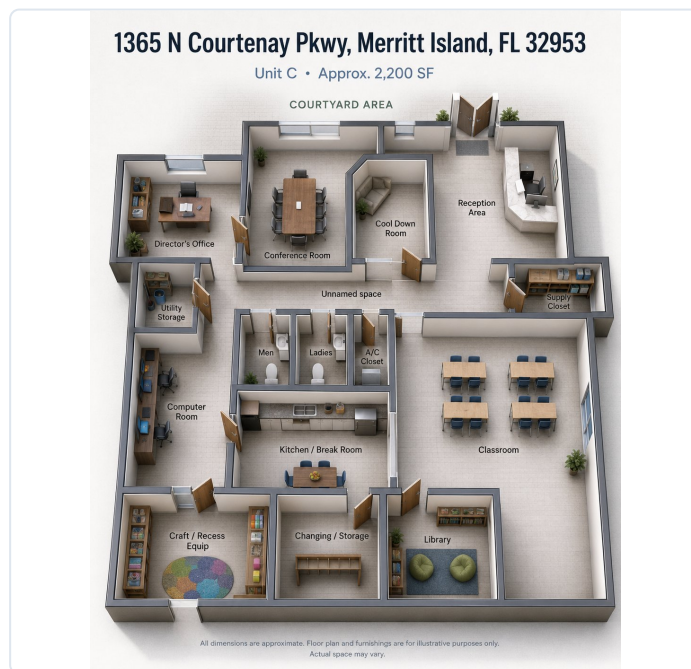 1365 N Courtenay Pkwy, Merritt Island, FL 32953
Unit C • Approx. 2,200 SF
COURTYARD AREA
Director's Office
Conference Room
Cool Down
Room
Reception
Area
Utility
Storage
Unnamed space
Supply
Closet
Men
Ladies
A/C
Closet
Computer
Room
Kitchen / Break Room
Classroom
Craft / Recess
Equip
Changing / Storage
Library
All dimensions are approximate. Floor plan and furnishings are for illustrative purposes only.
Actual space may vary.